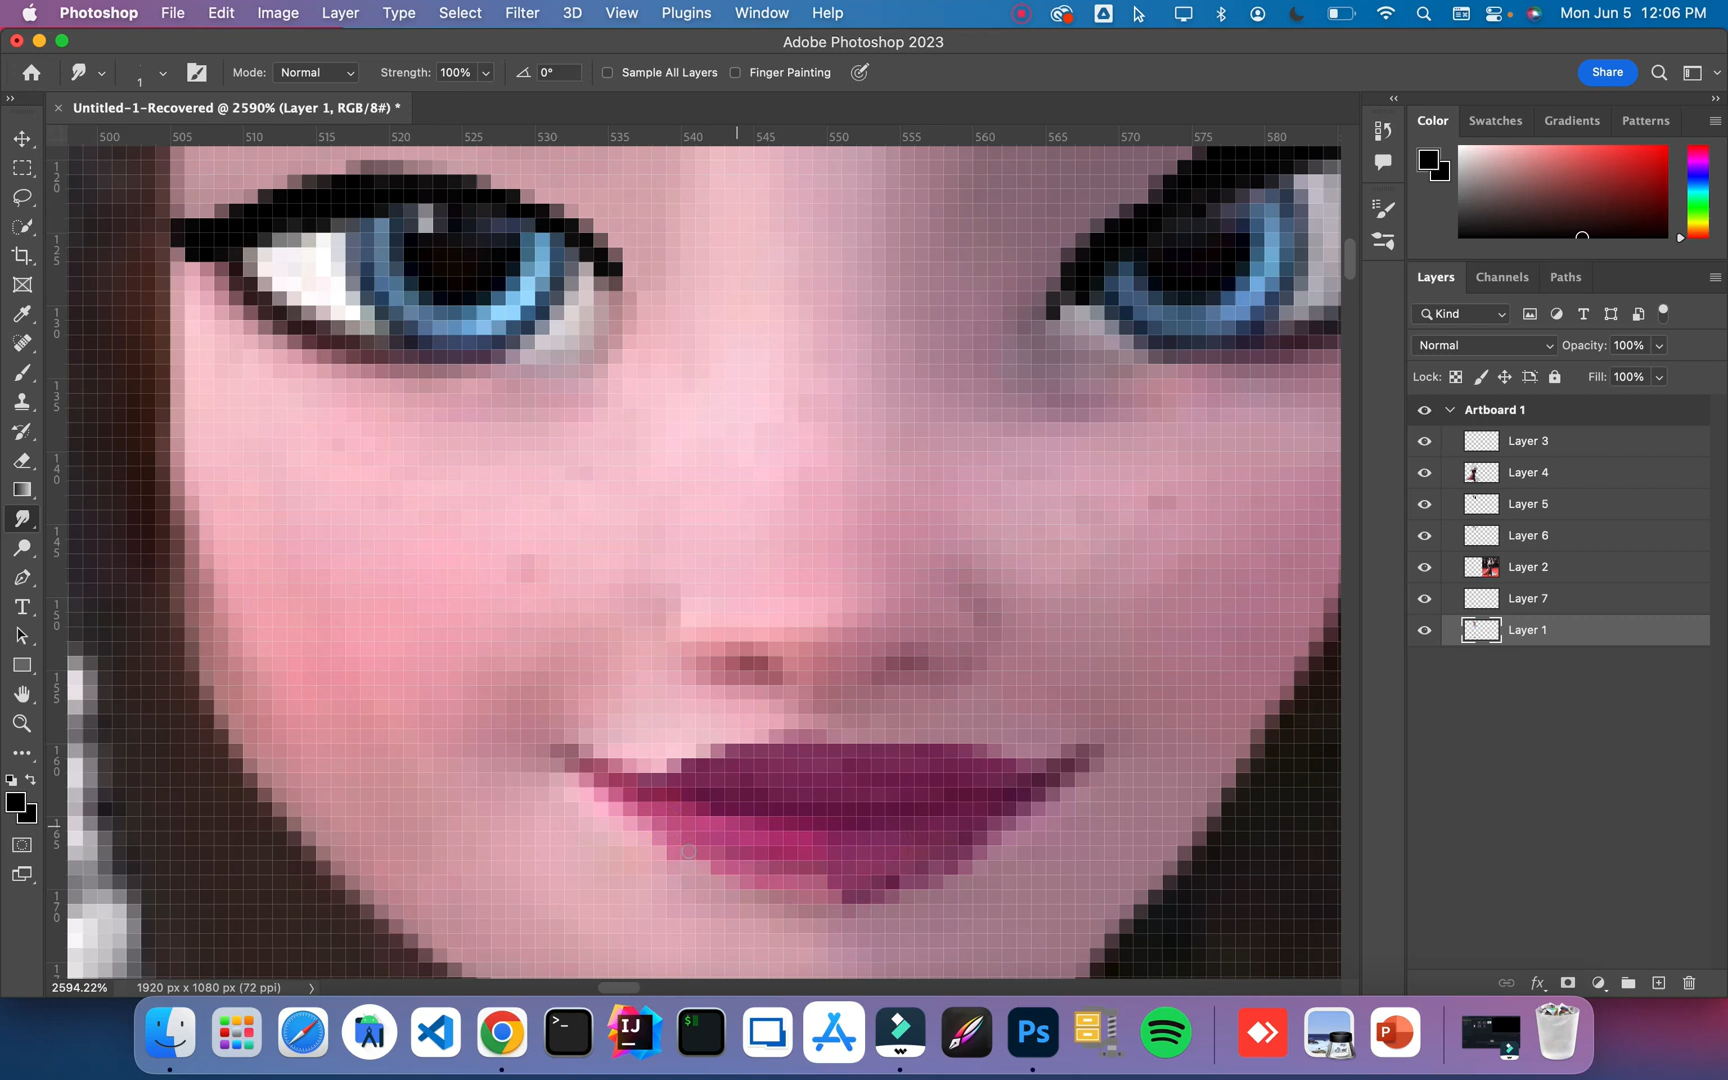 Photoshop File Edit Image Layer Type Select Filter 3D View Plugins Window Help Mon Jun 5 12:06 PM
Adobe Photoshop 2023
1 Mode: Normal Strength: 100% 0° Sample All Layers Finger Painting Share
Untitled-1-Recovered @ 2590% (Layer 1, RGB/8#) *
500 505 510 515 520 525 530 535 540 545 550 555 560 565 570 575 580
120
125
130
135
140
145
150
155
160
165
170
17
Color Swatches Gradients Patterns
Layers Channels Paths
Kind
Normal Opacity: 100%
Lock: Fill: 100%
Artboard 1
Layer 3
Layer 4
Layer 5
Layer 6
Layer 2
Layer 7
Layer 1
2594.22% 1920 px x 1080 px (72 ppi)
fx
>_ IJ $ Ps P